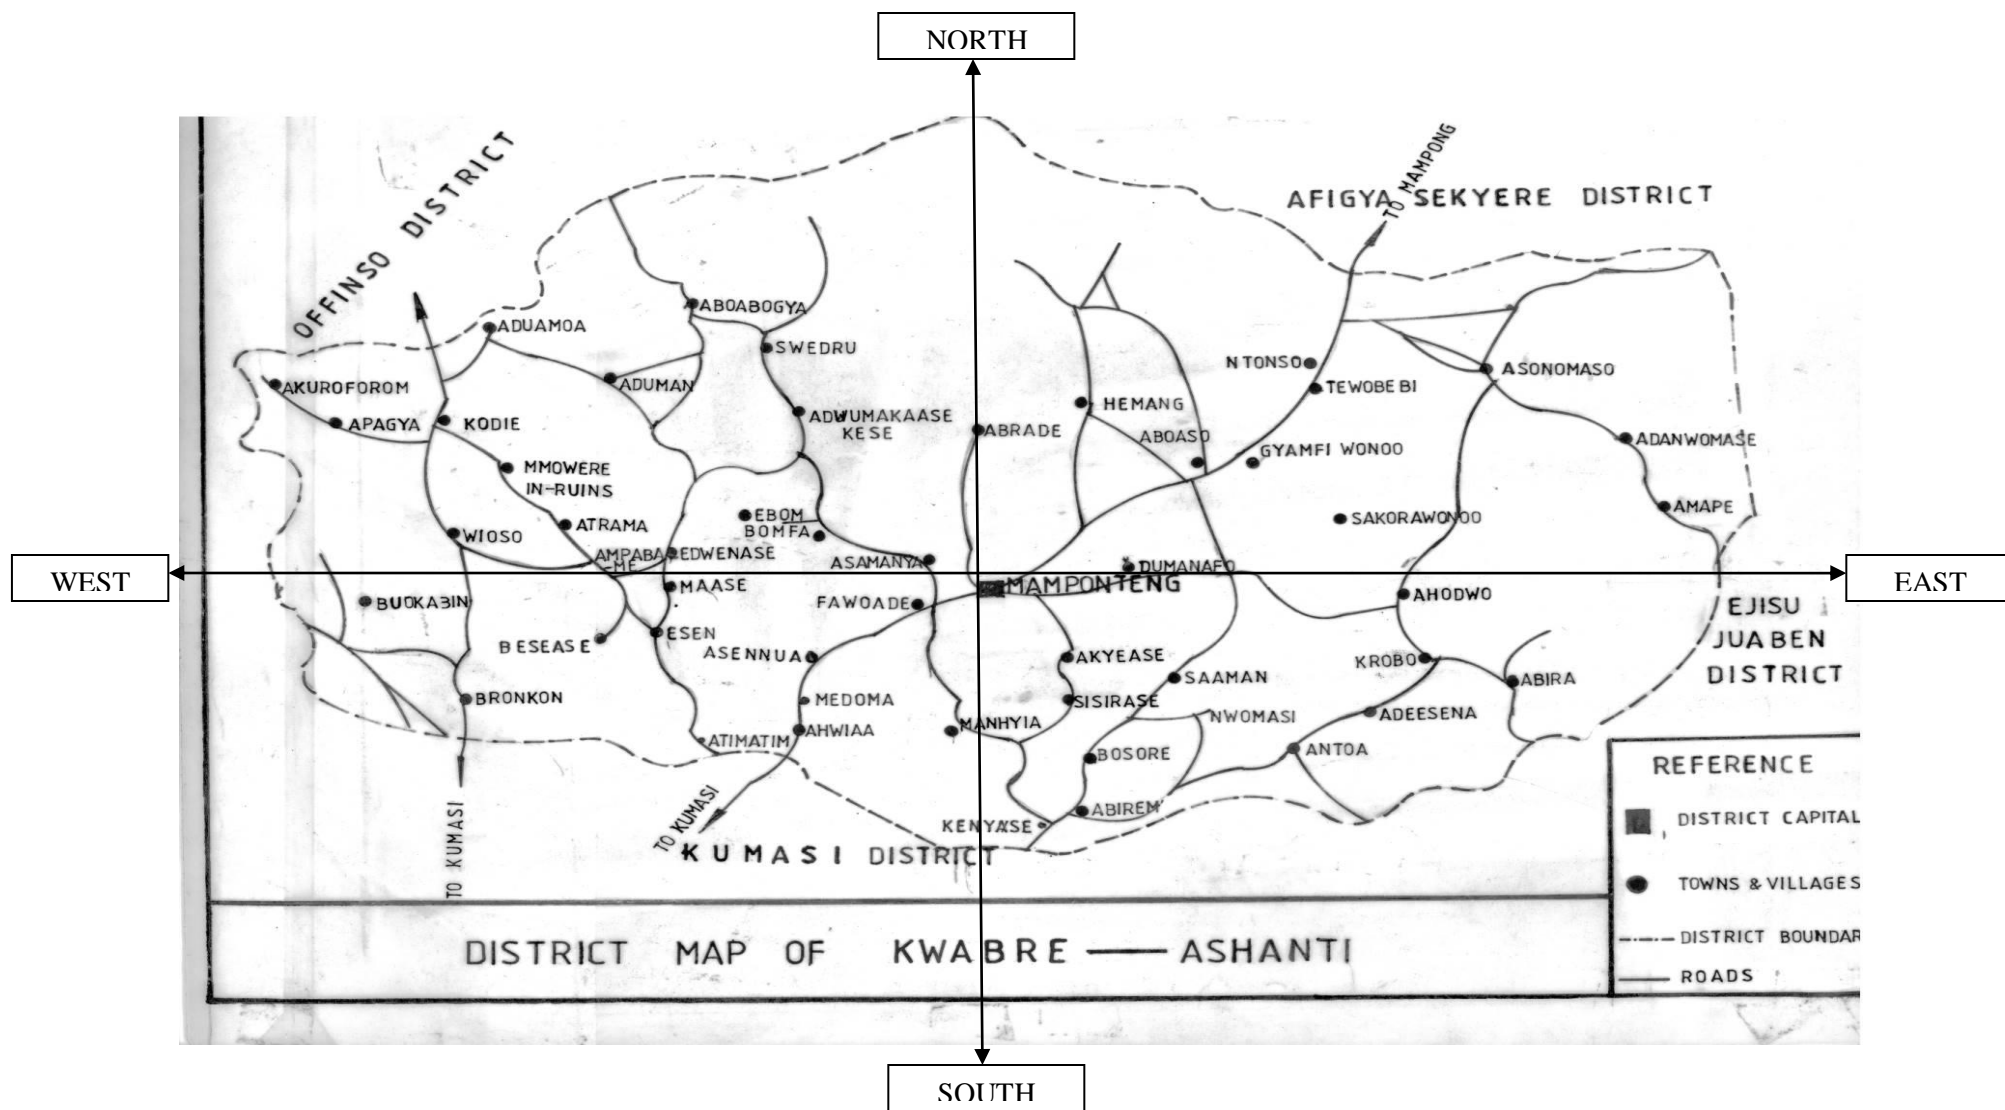 NORTH
TO MAMPONG
OFFINSO DISTRICT
AFIGYA SEKYERE DISTRICT
ABOABOGYA
ADUAMOA
SWEDRU
NTONSO
ASONOMASO
AKUROFOROM
ADUMAN
TEWOBEBI
HEMANG
ADWUMAKAASE
KESE
APAGYA
KODIE
ABRADE
ABOASO
ADANWOMASE
GYAMFI WONOO
MMOWERE
IN-RUINS
AMAPE
EBOM
SAKORAWONOO
ATRAMA
BOMFA
WIOSO
AMPABA
-ME
EDWENASE
ASAMANYA
DUMANAFO
WEST
EAST
MAASE
MAMPONTENG
AHODWO
BUOKABIN
FAWOADE
EJISU
JUABEN
DISTRICT
ESEN
BESEASE
ASENNUA
AKYEASE
KROBO
SAAMAN
ABIRA
BRONKON
MEDOMA
SISIRASE
NWOMASI
ADEESENA
MANHYIA
AHWIAA
ATIMATIM
BOSORE
ANTOA
REFERENCE
ABIREM
KENYASE
DISTRICT CAPITAL
TO KUMASI
TO KUMASI
KUMASI DISTRICT
TOWNS & VILLAGES
DISTRICT BOUNDAR
ROADS
DISTRICT MAP OF KWABRE — ASHANTI
SOUTH